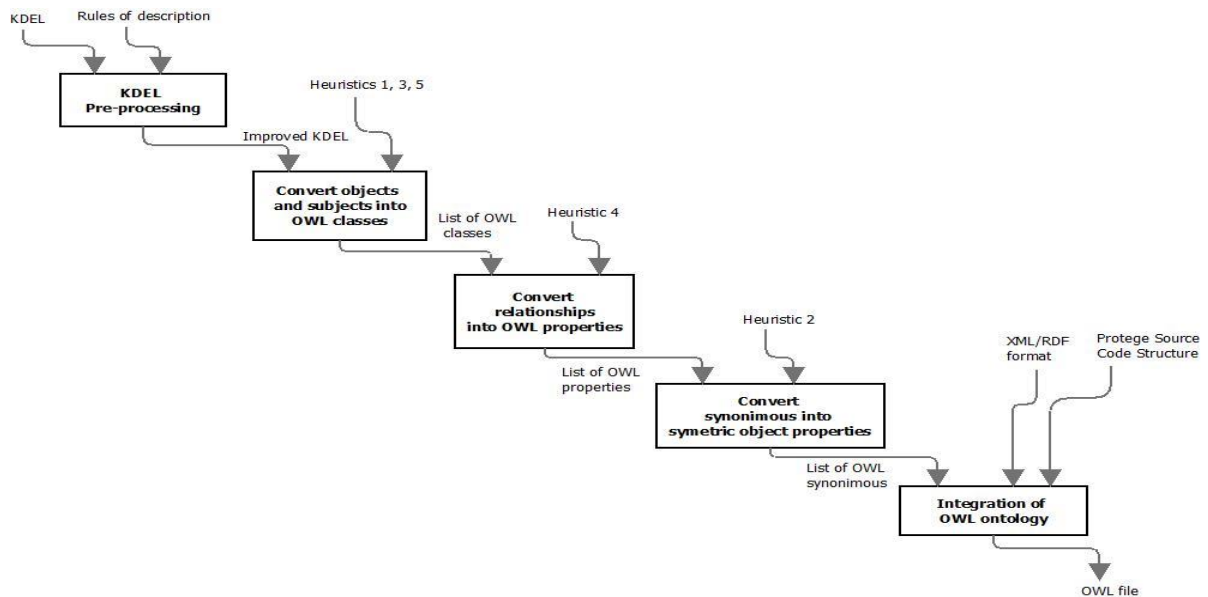 KDEL
Rules of description
KDEL
Pre-processing
Heuristics 1, 3, 5
Improved KDEL
Convert objects
and subjects into
OWL classes
List of OWL
classes
Heuristic 4
Convert
relationships
into OWL properties
List of OWL
properties
Heuristic 2
Convert
synonimous into
symetric object properties
List of OWL
synonimous
XML/RDF
format
Protege Source
Code Structure
Integration of
OWL ontology
OWL file